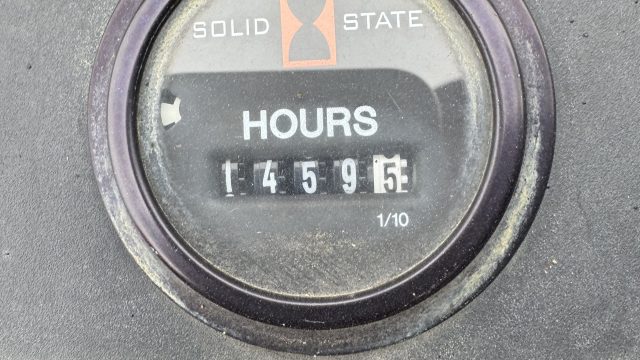 SOLID STATE
HOURS
14595
1/10